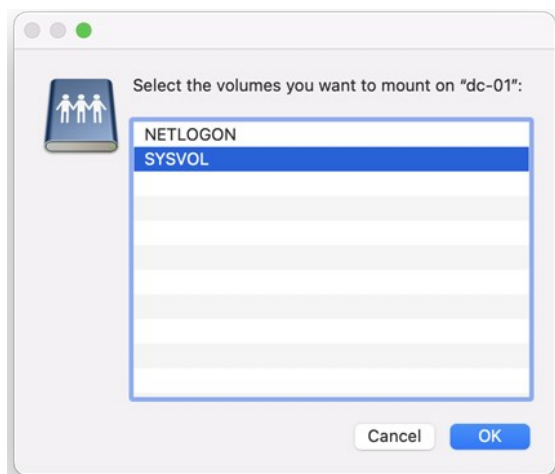 Select the volumes you want to mount on “dc-01”:
NETLOGON
SYSVOL
Cancel
OK